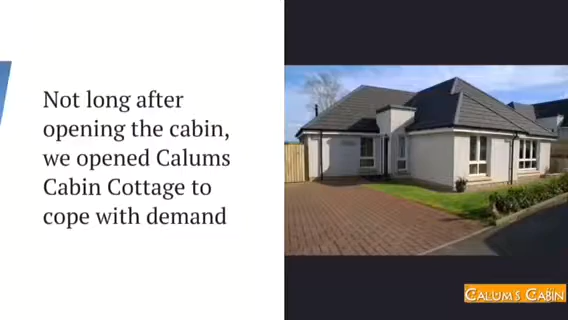 Not long after
opening the cabin,
we opened Calums
Cabin Cottage to
cope with demand
CALUM'S CABIN